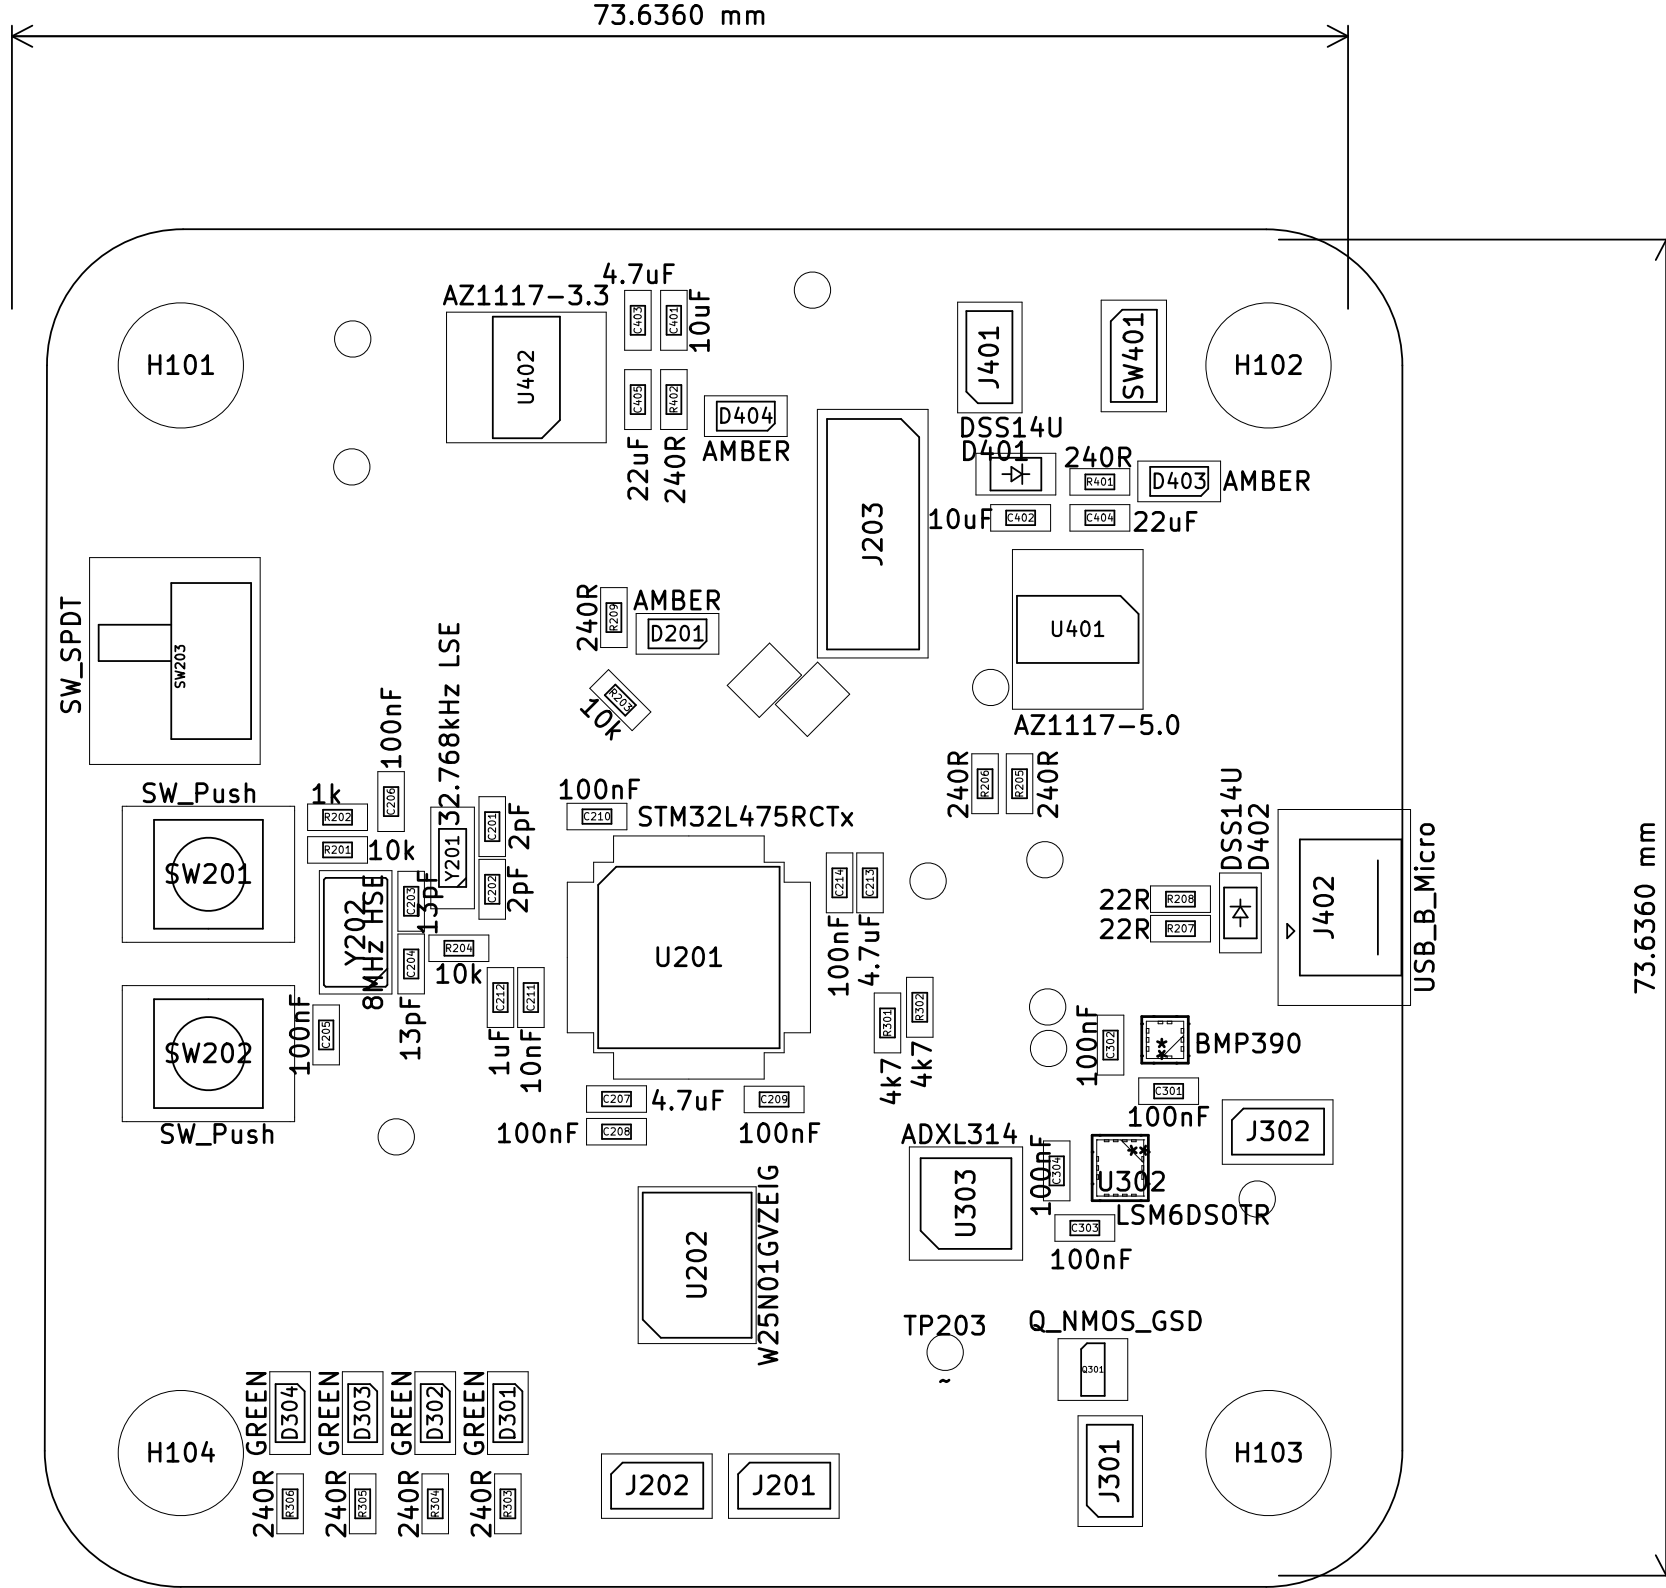 73.6360 mm
4.7uF
AZ1117-3.3
C403
C401
10uF
U402
H101
J401
SW401
H102
C405
R402
D404
AMBER
22uF
240R
DSS14U
D401
240R
R401
D403
AMBER
10uF
C402
C404
22uF
J203
240R
R209
AMBER
D201
U401
SW_SPDT
SW203
R203
10k
AZ1117-5.0
32.768kHz LSE
100nF
C206
240R
R206
R205
240R
SW_Push
1k
R202
R201
10k
SW201
Y201
C201
2pF
C202
2pF
100nF
C210
STM32L475RCTx
DSS14U
D402
73.6360 mm
USB_B_Micro
J402
C214
C213
22R
R208
22R
R207
Y202
8MHz HSE
C203
13pF
C204
13pF
R204
10k
U201
100nF
4.7uF
C212
C211
1uF
10nF
R301
R302
4k7
4k7
SW202
SW_Push
100nF
C205
100nF
C302
**
BMP390
C301
100nF
C207
4.7uF
C209
100nF
C208
100nF
ADXL314
U303
100nF
C304
**
U302
LSM6DSOTR
J302
C303
100nF
U202
W25N01GVZEIG
TP203
~
Q_NMOS_GSD
Q301
GREEN
D304
GREEN
D303
GREEN
D302
GREEN
D301
H104
H103
J202
J201
J301
240R
R306
240R
R305
240R
R304
240R
R303